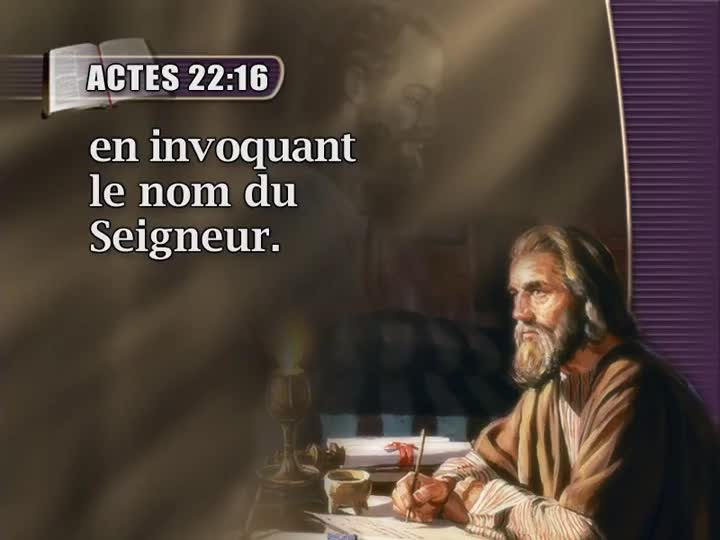 ACTES 22:16
en invoquant
le nom du
Seigneur.